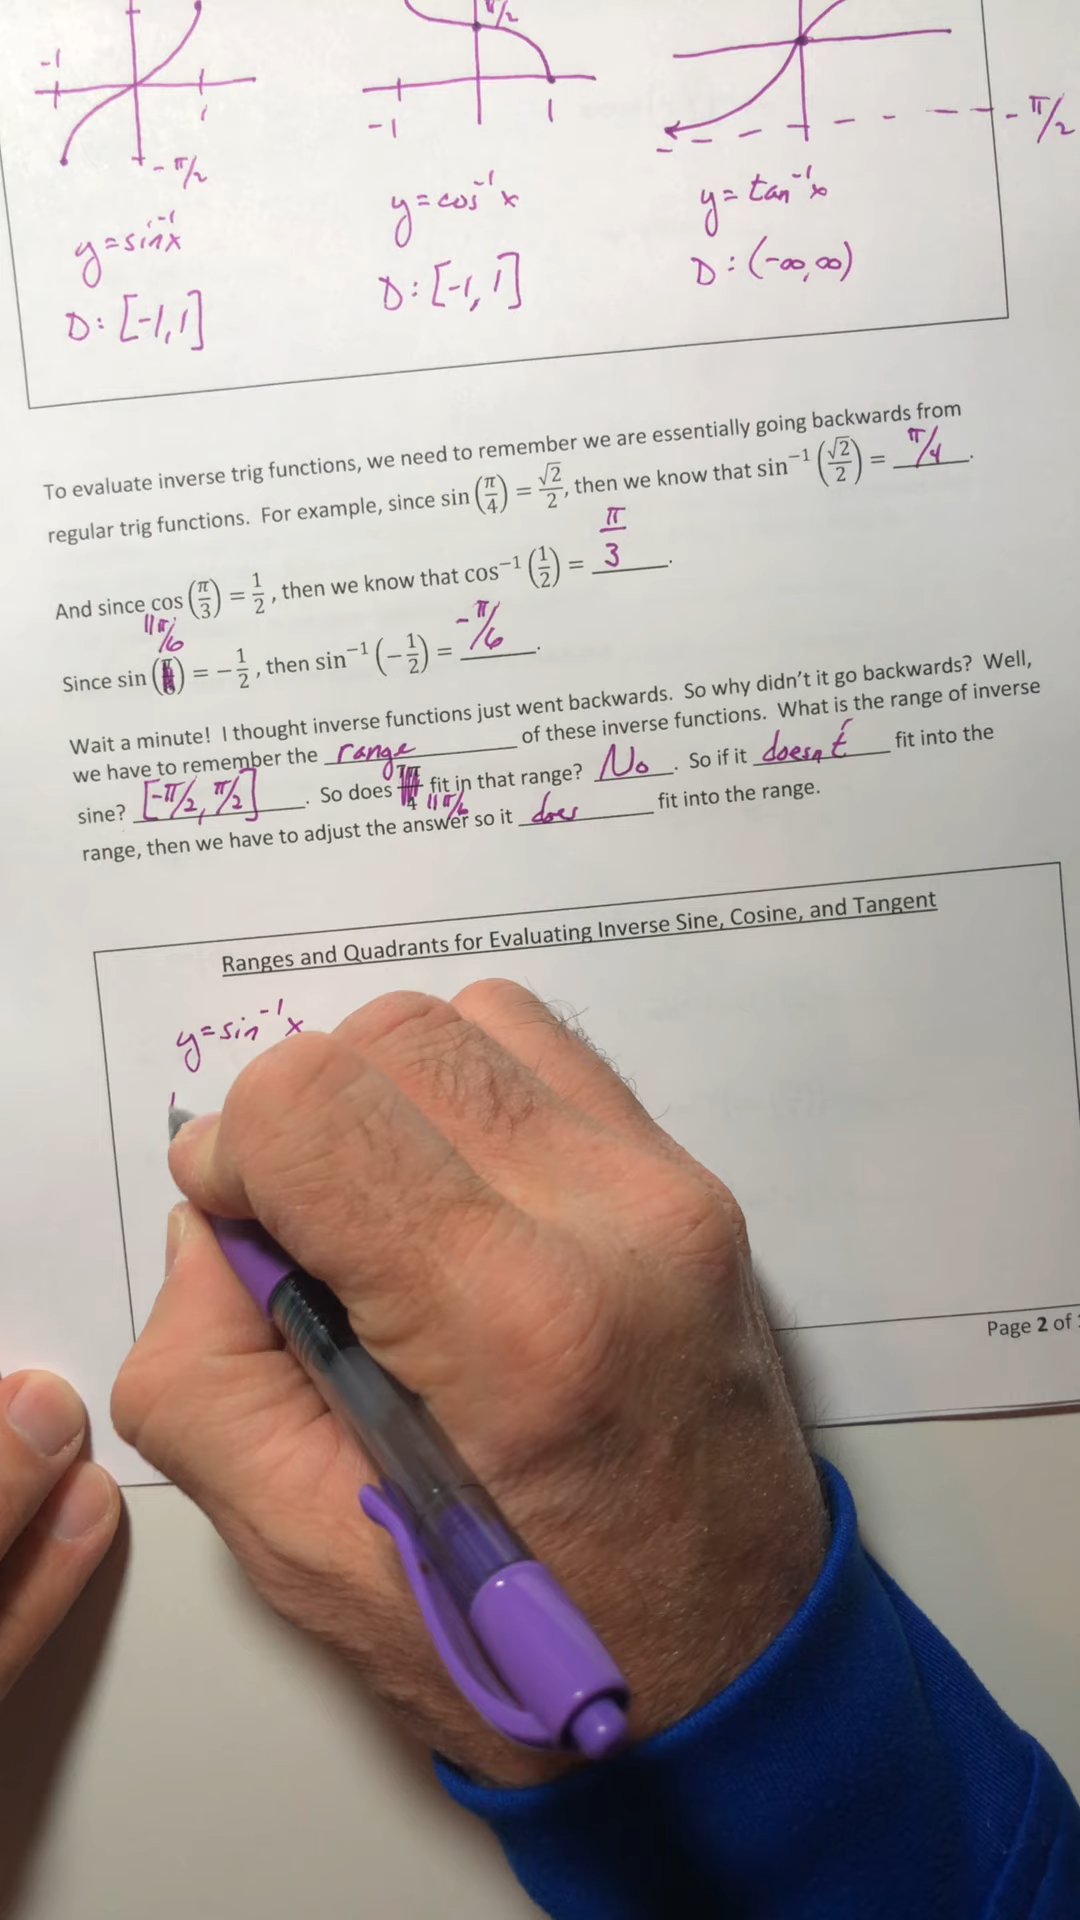 -1
π/2
1
-π/2
-1
1
-π/2
y=sin⁻¹x
y=cos⁻¹x
y=tan⁻¹x
D: [-1,1]
D: [-1,1]
D: (-∞,∞)
To evaluate inverse trig functions, we need to remember we are essentially going backwards from
regular trig functions. For example, since sin(π/4) = √2/2, then we know that sin⁻¹(√2/2) = π/4.
And since cos(π/3) = 1/2, then we know that cos⁻¹(1/2) = π/3.
11π/6
Since sin( ) = -1/2, then sin⁻¹(-1/2) = -π/6.
Wait a minute! I thought inverse functions just went backwards. So why didn't it go backwards? Well,
we have to remember the range of these inverse functions. What is the range of inverse
sine? [-π/2, π/2]. So does 11π/6 fit in that range? No. So if it doesn't fit into the
range, then we have to adjust the answer so it does fit into the range.
Ranges and Quadrants for Evaluating Inverse Sine, Cosine, and Tangent
y=sin⁻¹x
Page 2 of